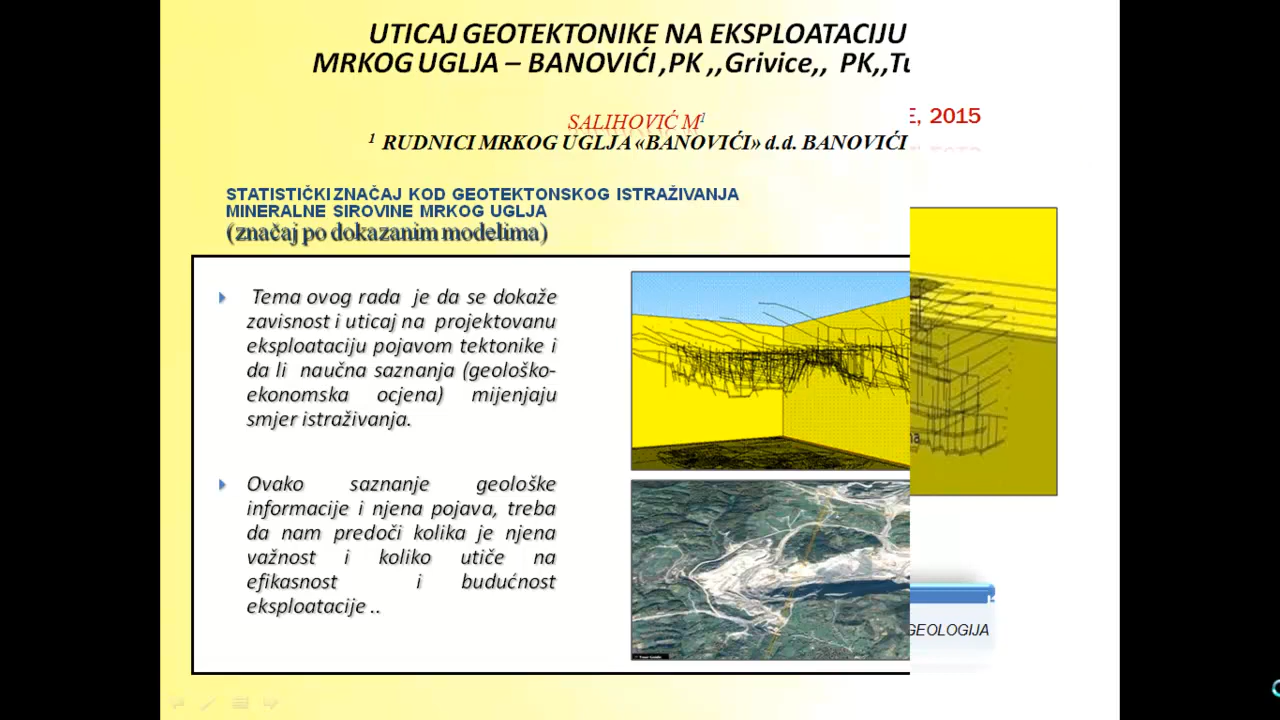 UTICAJ GEOTEKTONIKE NA EKSPLOATACIJU
MRKOG UGLJA – BANOVIĆI ,PK ,,Grivice,, PK,,Tu
E, 2015
SALIHOVIĆ M1
1 RUDNICI MRKOG UGLJA «BANOVIĆI» d.d. BANOVIĆI
STATISTIČKI ZNAČAJ KOD GEOTEKTONSKOG ISTRAŽIVANJA
MINERALNE SIROVINE MRKOG UGLJA
(značaj po dokazanim modelima)
Tema ovog rada je da se dokaže
zavisnost i uticaj na projektovanu
eksploataciju pojavom tektonike i
da li naučna saznanja (geološko-
ekonomska ocjena) mijenjaju
smjer istraživanja.
Ovako saznanje geološke
informacije i njena pojava, treba
da nam predoči kolika je njena
važnost i koliko utiče na
efikasnost i budućnost
eksploatacije ..
na
GEOLOGIJA